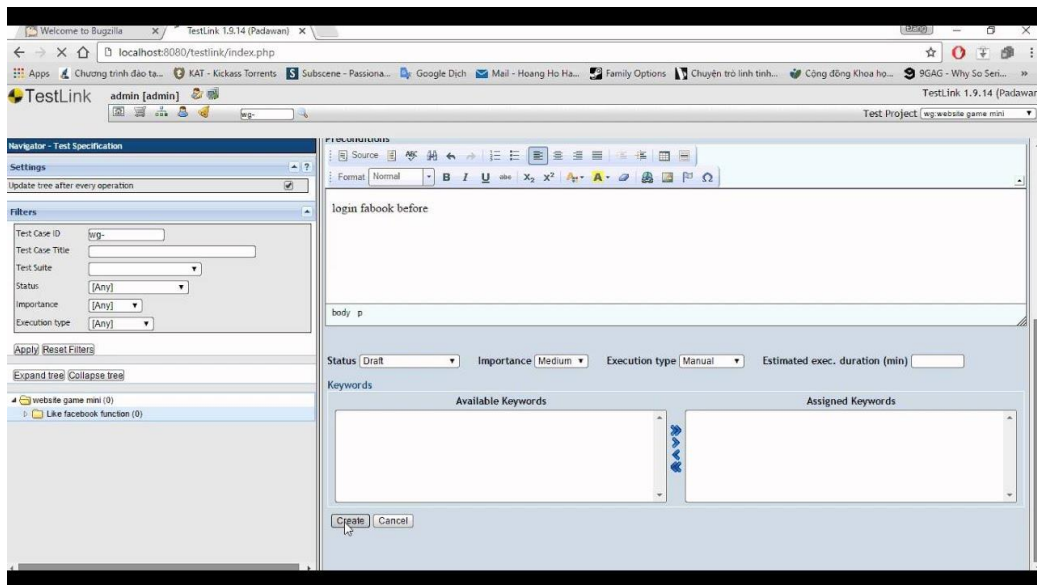 Welcome to Bugzilla
TestLink 1.9.14 (Padawan)
localhost:8080/testlink/index.php
Apps Chương trình đào tạ... KAT - Kickass Torrents Subscene - Passiona... Google Dịch Mail - Hoang Ho Ha... Family Options Chuyện trò linh tinh... Cộng đồng Khoa họ... 9GAG - Why So Seri... »
TestLink admin [admin] TestLink 1.9.14 (Padawar
wg- Test Project wg:website game mini
Navigator - Test Specification
Settings
Update tree after every operation
Filters
Test Case ID wg-
Test Case Title
Test Suite
Status [Any]
Importance [Any]
Execution type [Any]
Apply Reset Filters
Expand tree Collapse tree
website game mini (0)
Like facebook function (0)
Preconditions
Source
Format Normal B I U abc X₂ X² A A Ω
login fabook before
body p
Status Draft Importance Medium Execution type Manual Estimated exec. duration (min)
Keywords
Available Keywords Assigned Keywords
Create Cancel